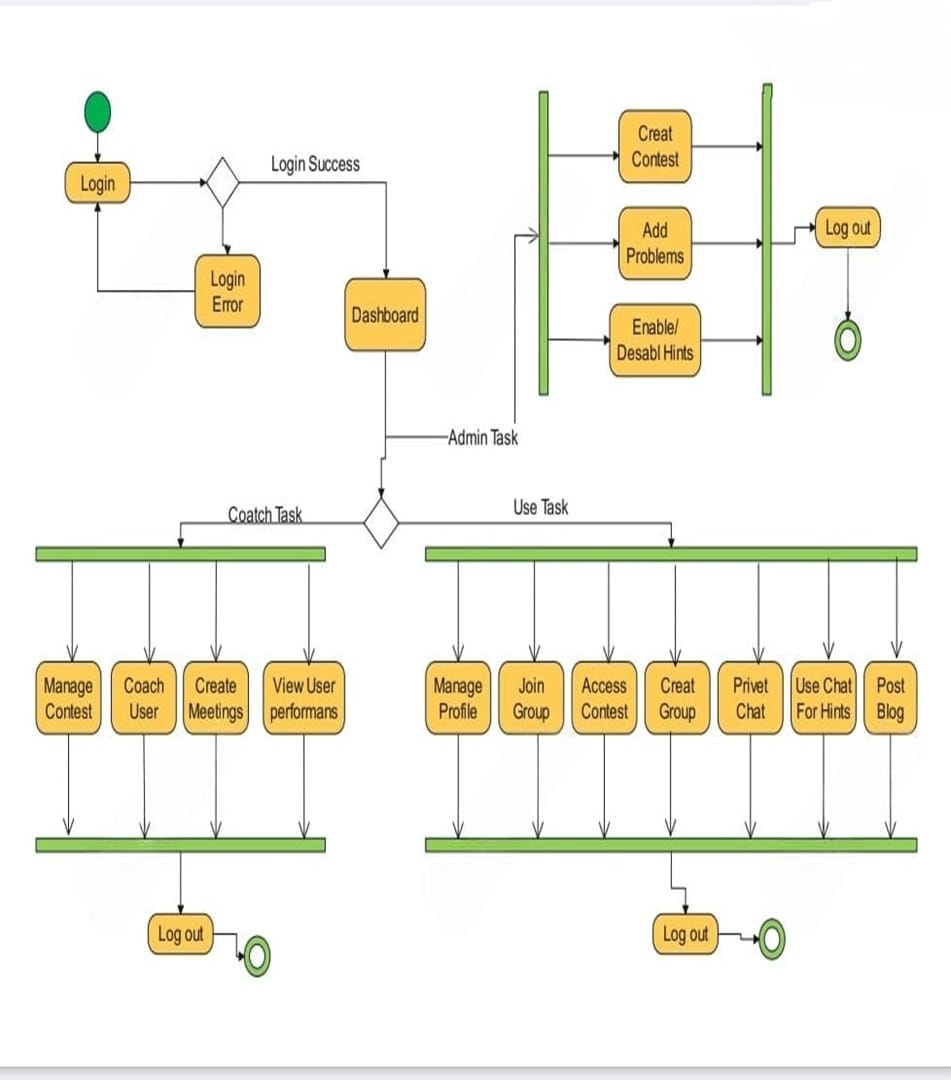 Login
Login Success
Login
Error
Dashboard
Creat
Contest
Add
Problems
Enable/
Desabl Hints
Log out
Admin Task
Coatch Task
Use Task
Manage
Contest
Coach
User
Create
Meetings
View User
performans
Manage
Profile
Join
Group
Access
Contest
Creat
Group
Privet
Chat
Use Chat
For Hints
Post
Blog
Log out
Log out